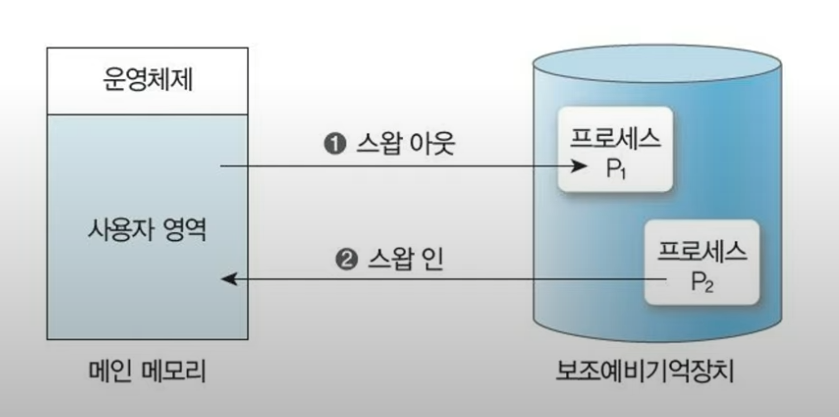 운영체제
사용자 영역
메인 메모리
❶ 스왑 아웃
❷ 스왑 인
프로세스
P₁
프로세스
P₂
보조예비기억장치